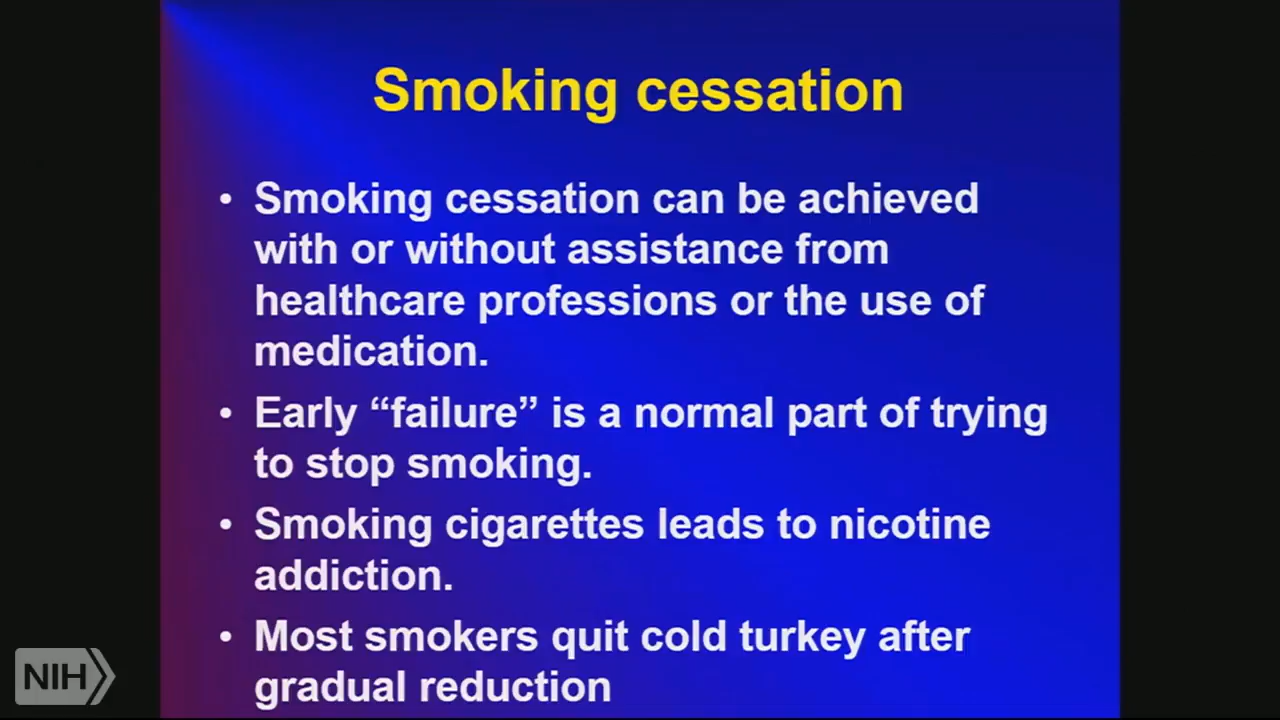 Smoking cessation
• Smoking cessation can be achieved
with or without assistance from
healthcare professions or the use of
medication.
• Early “failure” is a normal part of trying
to stop smoking.
• Smoking cigarettes leads to nicotine
addiction.
• Most smokers quit cold turkey after
gradual reduction
NIH